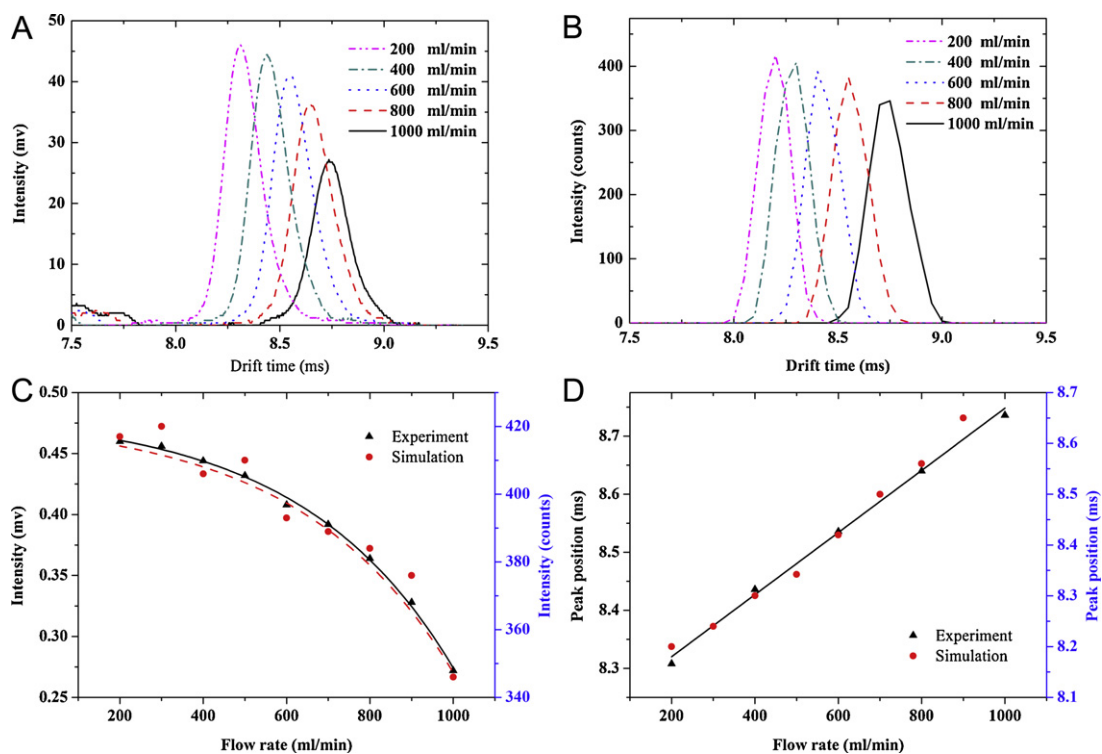 A
50
40
30
20
10
0
Intensity (mv)
200 ml/min
400 ml/min
600 ml/min
800 ml/min
1000 ml/min
7.5
8.0
8.5
9.0
9.5
Drift time (ms)
B
400
300
200
100
0
Intensity (counts)
200 ml/min
400 ml/min
600 ml/min
800 ml/min
1000 ml/min
7.5
8.0
8.5
9.0
9.5
Drift time (ms)
C
0.50
0.45
0.40
0.35
0.30
0.25
Intensity (mv)
Experiment
Simulation
420
400
380
360
340
Intensity (counts)
200
400
600
800
1000
Flow rate (ml/min)
D
8.7
8.6
8.5
8.4
8.3
Peak position (ms)
Experiment
Simulation
8.7
8.6
8.5
8.4
8.3
8.2
8.1
Peak position (ms)
200
400
600
800
1000
Flow rate (ml/min)